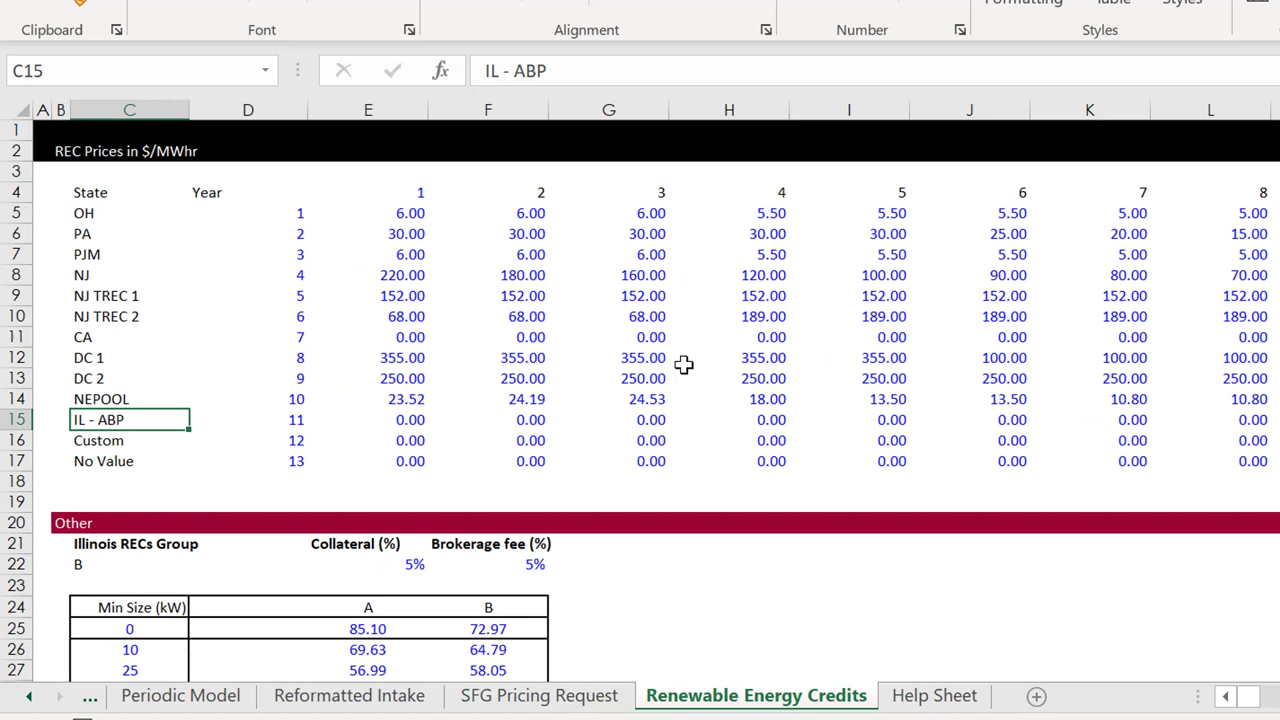 Formatting Table Styles
Clipboard Font Alignment Number Styles
C15 fx IL - ABP
A B C D E F G H I J K L
1
2 REC Prices in $/MWhr
3
4 State Year 1 2 3 4 5 6 7 8
5 OH 1 6.00 6.00 6.00 5.50 5.50 5.50 5.00 5.00
6 PA 2 30.00 30.00 30.00 30.00 30.00 25.00 20.00 15.00
7 PJM 3 6.00 6.00 6.00 5.50 5.50 5.50 5.00 5.00
8 NJ 4 220.00 180.00 160.00 120.00 100.00 90.00 80.00 70.00
9 NJ TREC 1 5 152.00 152.00 152.00 152.00 152.00 152.00 152.00 152.00
10 NJ TREC 2 6 68.00 68.00 68.00 189.00 189.00 189.00 189.00 189.00
11 CA 7 0.00 0.00 0.00 0.00 0.00 0.00 0.00 0.00
12 DC 1 8 355.00 355.00 355.00 355.00 355.00 100.00 100.00 100.00
13 DC 2 9 250.00 250.00 250.00 250.00 250.00 250.00 250.00 250.00
14 NEPOOL 10 23.52 24.19 24.53 18.00 13.50 13.50 10.80 10.80
15 IL - ABP 11 0.00 0.00 0.00 0.00 0.00 0.00 0.00 0.00
16 Custom 12 0.00 0.00 0.00 0.00 0.00 0.00 0.00 0.00
17 No Value 13 0.00 0.00 0.00 0.00 0.00 0.00 0.00 0.00
18
19
20 Other
21 Illinois RECs Group Collateral (%) Brokerage fee (%)
22 B 5% 5%
23
24 Min Size (kW) A B
25 0 85.10 72.97
26 10 69.63 64.79
27 25 56.99 58.05
... Periodic Model Reformatted Intake SFG Pricing Request Renewable Energy Credits Help Sheet